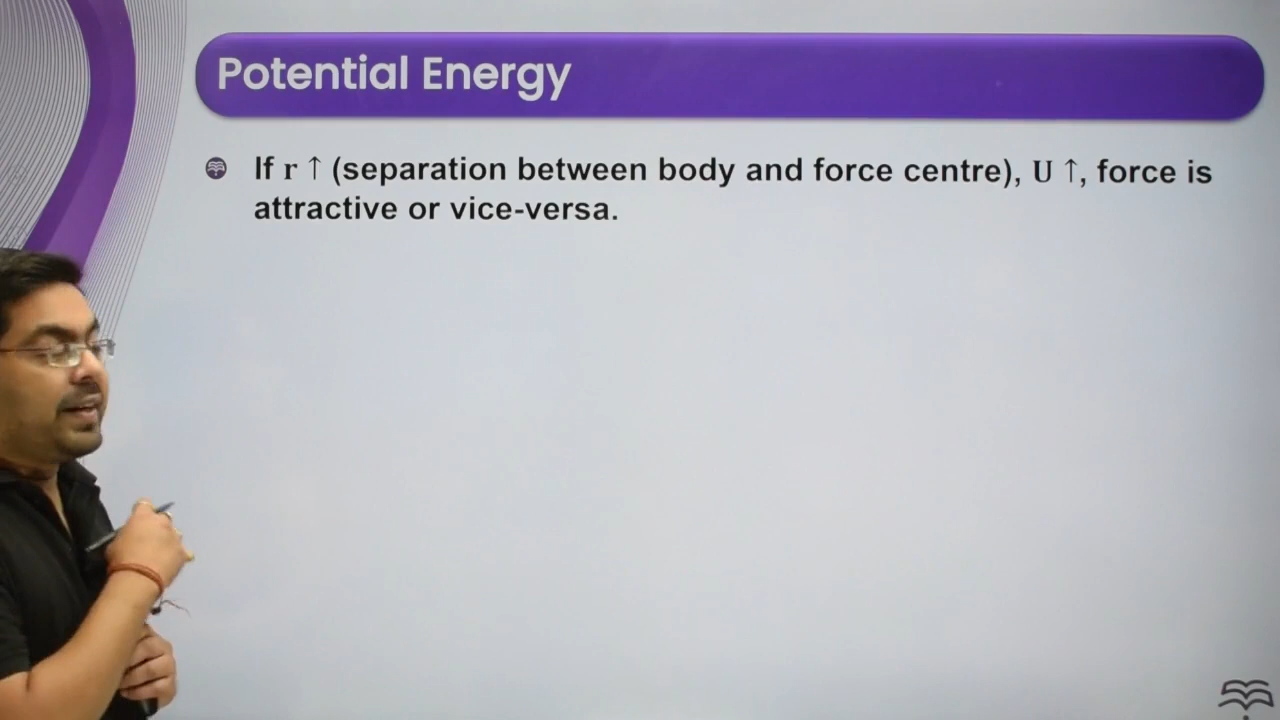 Potential Energy
If r ↑ (separation between body and force centre), U ↑, force is
attractive or vice-versa.